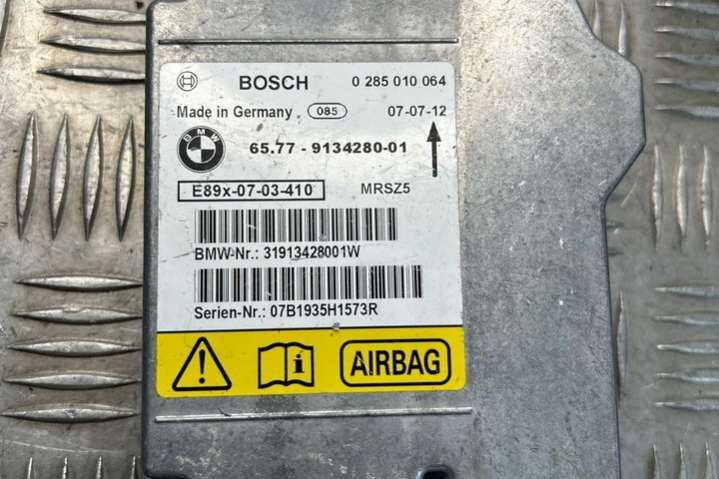 BOSCH 0 285 010 064
Made in Germany 085 07-07-12
BMW 65.77 - 9134280-01
E89x-07-03-410 MRSZ5
BMW-Nr.: 31913428001W
Serien-Nr.: 07B1935H1573R
AIRBAG